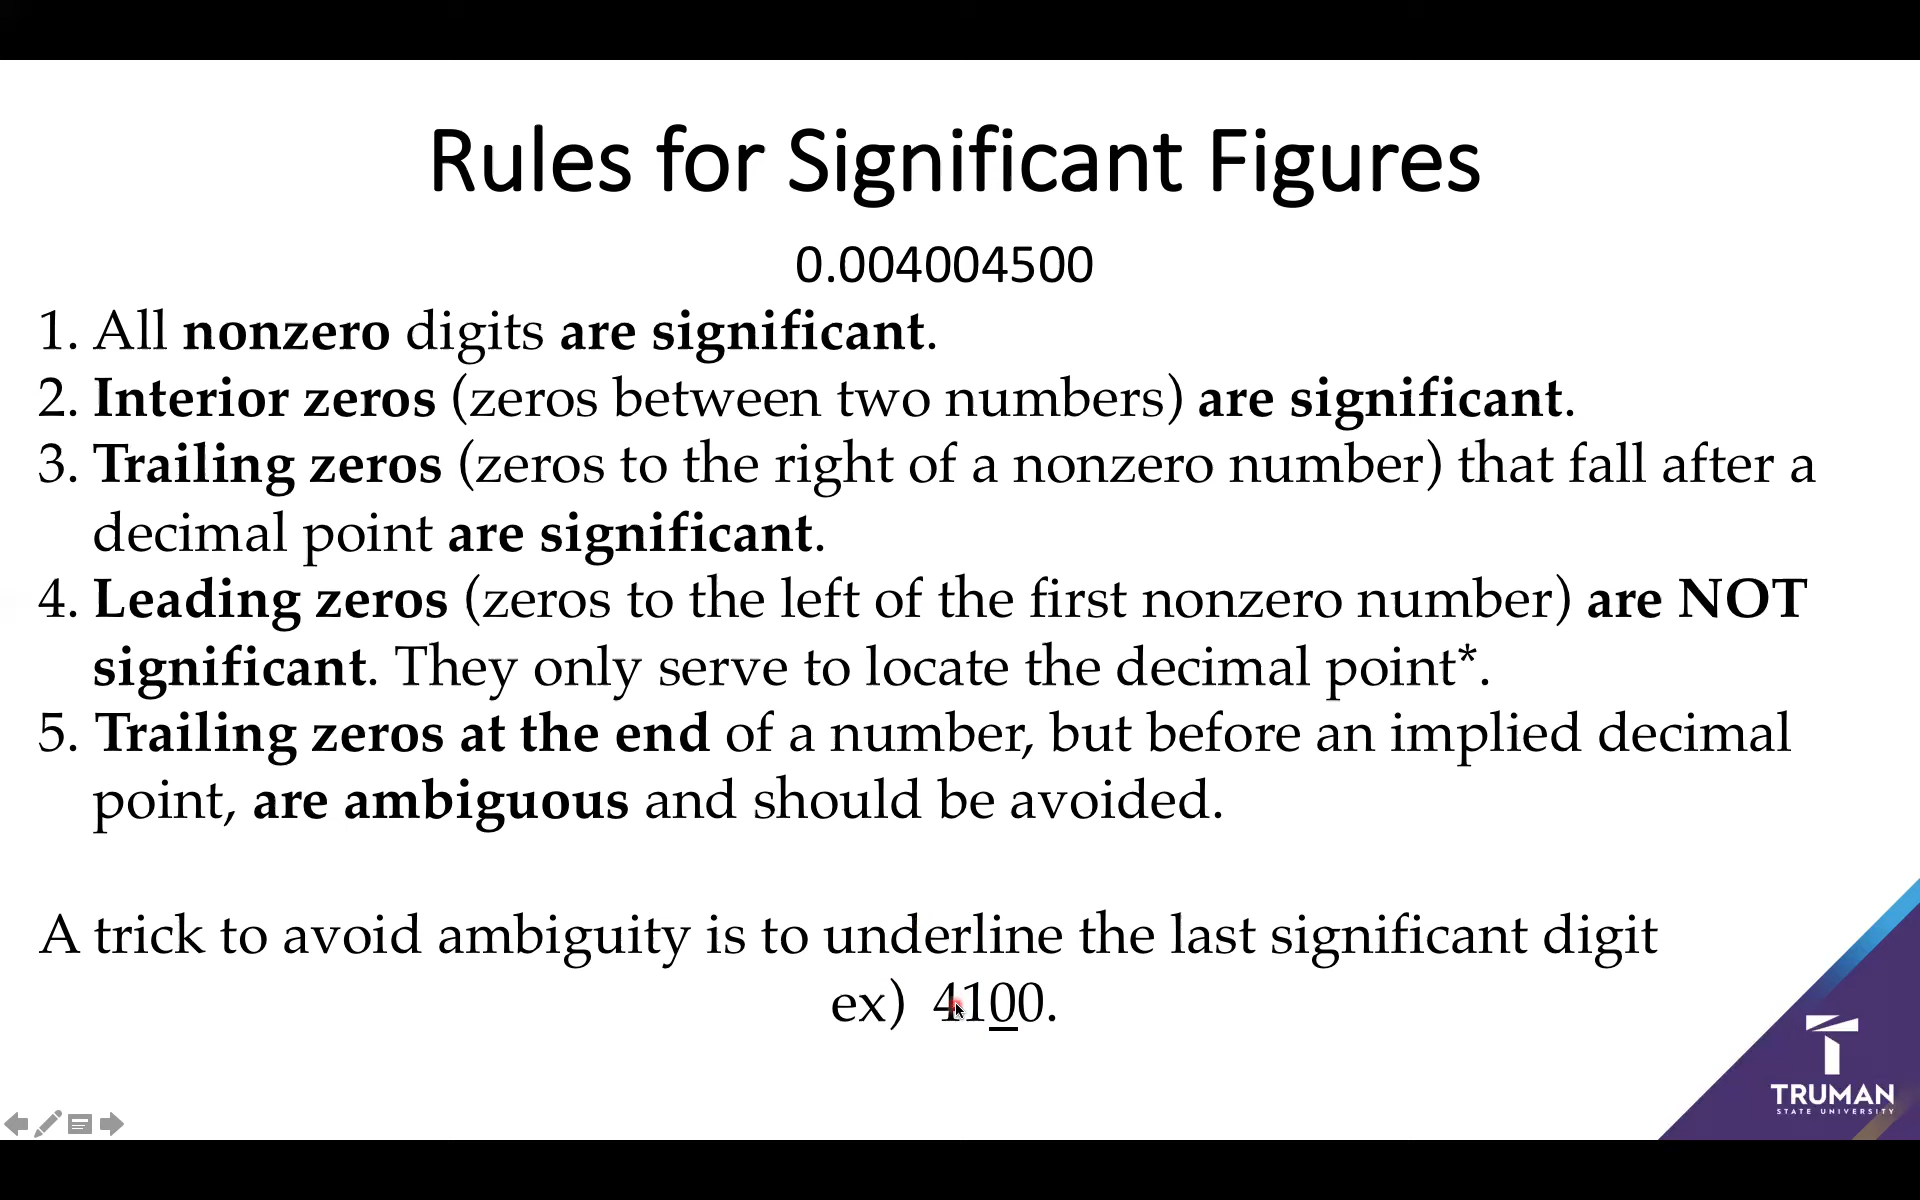 Rules for Significant Figures
0.004004500
1. All nonzero digits are significant.
2. Interior zeros (zeros between two numbers) are significant.
3. Trailing zeros (zeros to the right of a nonzero number) that fall after a
decimal point are significant.
4. Leading zeros (zeros to the left of the first nonzero number) are NOT
significant. They only serve to locate the decimal point*.
5. Trailing zeros at the end of a number, but before an implied decimal
point, are ambiguous and should be avoided.
A trick to avoid ambiguity is to underline the last significant digit
ex) 4100.
TRUMAN
STATE UNIVERSITY